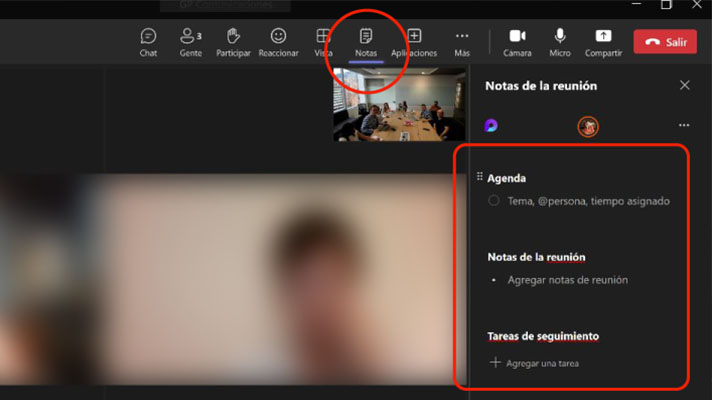 GP Comunicaciones
3
Chat
Gente
Participar
Reaccionar
Vista
Notas
Aplicaciones
Más
Cámara
Micro
Compartir
Salir
Notas de la reunión
Agenda
Tema, @persona, tiempo asignado
Notas de la reunión
Agregar notas de reunión
Tareas de seguimiento
Agregar una tarea